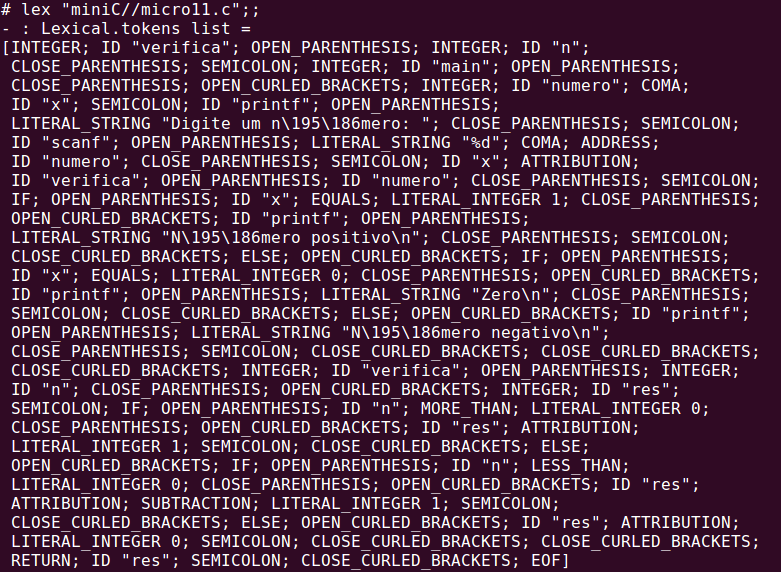 # lex "miniC//micro11.c";;
- : Lexical.tokens list =
[INTEGER; ID "verifica"; OPEN_PARENTHESIS; INTEGER; ID "n";
CLOSE_PARENTHESIS; SEMICOLON; INTEGER; ID "main"; OPEN_PARENTHESIS;
CLOSE_PARENTHESIS; OPEN_CURLED_BRACKETS; INTEGER; ID "numero"; COMA;
ID "x"; SEMICOLON; ID "printf"; OPEN_PARENTHESIS;
LITERAL_STRING "Digite um n\195\186mero: "; CLOSE_PARENTHESIS; SEMICOLON;
ID "scanf"; OPEN_PARENTHESIS; LITERAL_STRING "%d"; COMA; ADDRESS;
ID "numero"; CLOSE_PARENTHESIS; SEMICOLON; ID "x"; ATTRIBUTION;
ID "verifica"; OPEN_PARENTHESIS; ID "numero"; CLOSE_PARENTHESIS; SEMICOLON;
IF; OPEN_PARENTHESIS; ID "x"; EQUALS; LITERAL_INTEGER 1; CLOSE_PARENTHESIS;
OPEN_CURLED_BRACKETS; ID "printf"; OPEN_PARENTHESIS;
LITERAL_STRING "N\195\186mero positivo\n"; CLOSE_PARENTHESIS; SEMICOLON;
CLOSE_CURLED_BRACKETS; ELSE; OPEN_CURLED_BRACKETS; IF; OPEN_PARENTHESIS;
ID "x"; EQUALS; LITERAL_INTEGER 0; CLOSE_PARENTHESIS; OPEN_CURLED_BRACKETS;
ID "printf"; OPEN_PARENTHESIS; LITERAL_STRING "Zero\n"; CLOSE_PARENTHESIS;
SEMICOLON; CLOSE_CURLED_BRACKETS; ELSE; OPEN_CURLED_BRACKETS; ID "printf";
OPEN_PARENTHESIS; LITERAL_STRING "N\195\186mero negativo\n";
CLOSE_PARENTHESIS; SEMICOLON; CLOSE_CURLED_BRACKETS; CLOSE_CURLED_BRACKETS;
CLOSE_CURLED_BRACKETS; INTEGER; ID "verifica"; OPEN_PARENTHESIS; INTEGER;
ID "n"; CLOSE_PARENTHESIS; OPEN_CURLED_BRACKETS; INTEGER; ID "res";
SEMICOLON; IF; OPEN_PARENTHESIS; ID "n"; MORE_THAN; LITERAL_INTEGER 0;
CLOSE_PARENTHESIS; OPEN_CURLED_BRACKETS; ID "res"; ATTRIBUTION;
LITERAL_INTEGER 1; SEMICOLON; CLOSE_CURLED_BRACKETS; ELSE;
OPEN_CURLED_BRACKETS; IF; OPEN_PARENTHESIS; ID "n"; LESS_THAN;
LITERAL_INTEGER 0; CLOSE_PARENTHESIS; OPEN_CURLED_BRACKETS; ID "res";
ATTRIBUTION; SUBTRACTION; LITERAL_INTEGER 1; SEMICOLON;
CLOSE_CURLED_BRACKETS; ELSE; OPEN_CURLED_BRACKETS; ID "res"; ATTRIBUTION;
LITERAL_INTEGER 0; SEMICOLON; CLOSE_CURLED_BRACKETS; CLOSE_CURLED_BRACKETS;
RETURN; ID "res"; SEMICOLON; CLOSE_CURLED_BRACKETS; EOF]